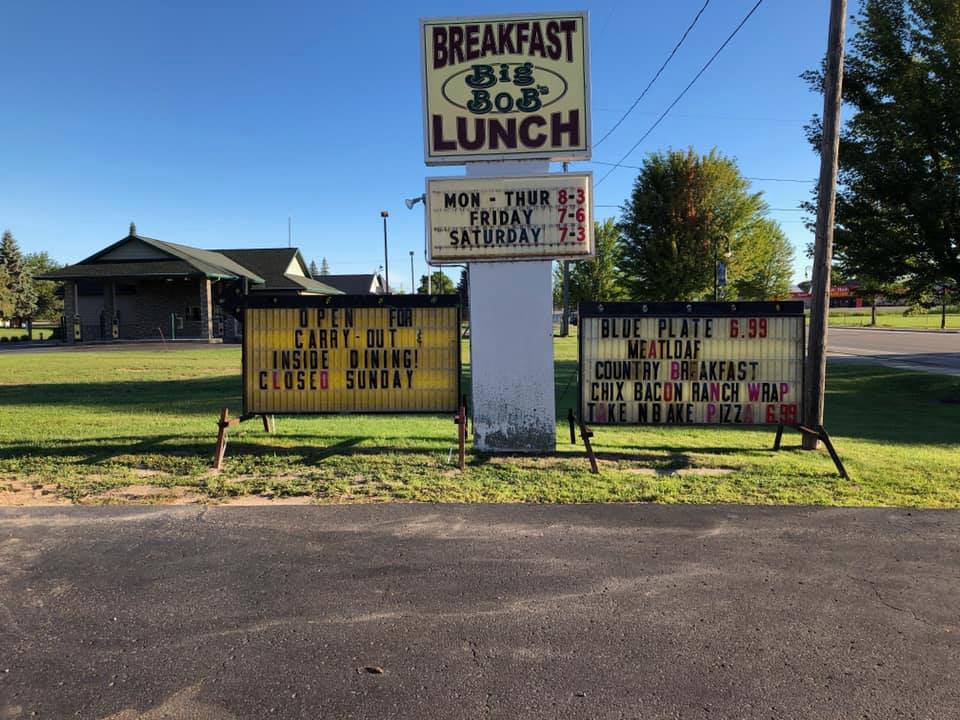 BREAKFAST
Big
BOB's
LUNCH
MON - THUR 8-3
FRIDAY 7-6
SATURDAY 7-3
OPEN FOR
CARRY-OUT &
INSIDE DINING!
CLOSED SUNDAY
BLUE PLATE 6.99
MEATLOAF
COUNTRY BREAKFAST
CHIX BACON RANCH WRAP
TAKE N BAKE PIZZA 6.99